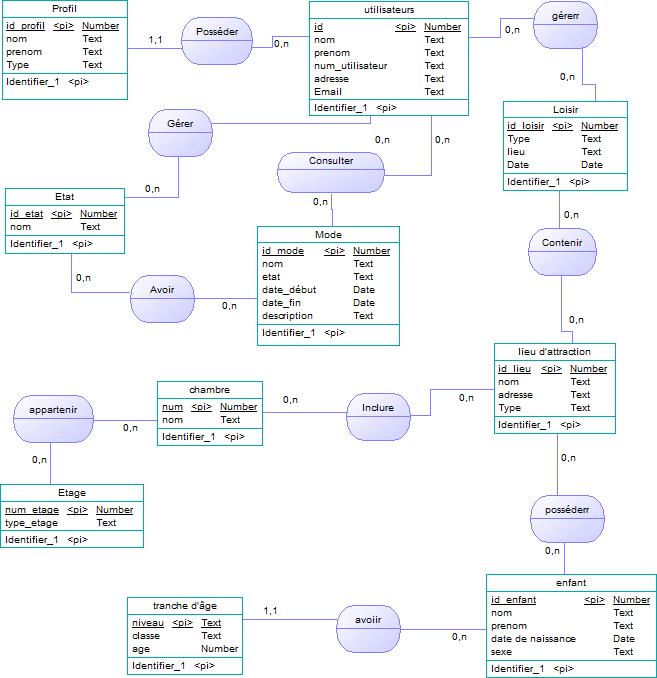 Profil
id_profil <pi> Number
nom Text
prenom Text
Type Text
Identifier_1 <pi>
1,1
Posséder
0,n
utilisateurs
id <pi> Number
nom Text
prenom Text
num_utilisateur Text
adresse Text
Email Text
Identifier_1 <pi>
0,n
gérerr
0,n
Loisir
id_loisir <pi> Number
Type Text
lieu Text
Date Date
Identifier_1 <pi>
Gérer
0,n
0,n
0,n
Consulter
0,n
Etat
id_etat <pi> Number
nom Text
Identifier_1 <pi>
0,n
Avoir
0,n
Mode
id_mode <pi> Number
nom Text
etat Text
date_début Date
date_fin Date
description Text
Identifier_1 <pi>
0,n
Contenir
0,n
lieu d'attraction
id_lieu <pi> Number
nom Text
adresse Text
Type Text
Identifier_1 <pi>
appartenir
0,n
chambre
num <pi> Number
nom Text
Identifier_1 <pi>
0,n
Inclure
0,n
0,n
Etage
num_etage <pi> Number
type_etage Text
Identifier_1 <pi>
0,n
posséderr
0,n
tranche d'âge
niveau <pi> Text
classe Text
age Number
Identifier_1 <pi>
1,1
avoiir
0,n
enfant
id_enfant <pi> Number
nom Text
prenom Text
date de naissance Date
sexe Text
Identifier_1 <pi>